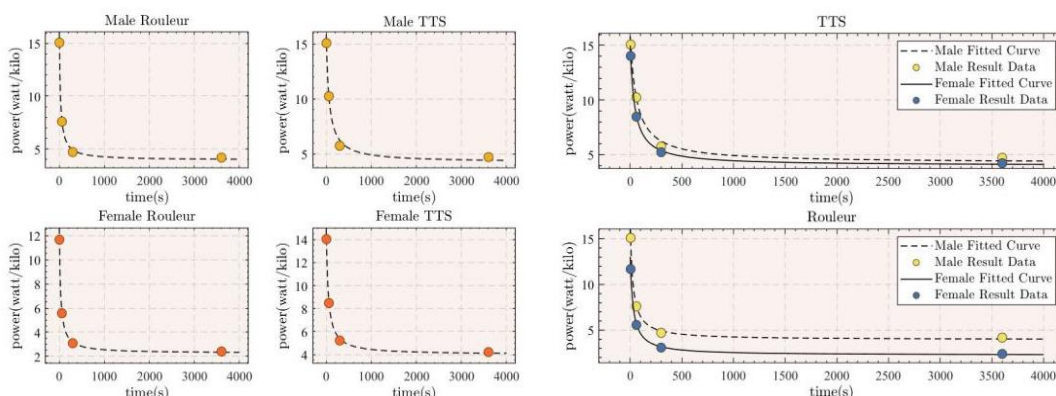 Male Rouleur
power(watt/kilo)
15
10
5
0 1000 2000 3000 4000
time(s)
Male TTS
power(watt/kilo)
15
10
5
0 1000 2000 3000 4000
time(s)
TTS
power(watt/kilo)
15
10
5
0 500 1000 1500 2000 2500 3000 3500 4000
time(s)
Male Fitted Curve
Male Result Data
Female Fitted Curve
Female Result Data
Female Rouleur
power(watt/kilo)
12
10
8
6
4
2
0 1000 2000 3000 4000
time(s)
Female TTS
power(watt/kilo)
14
12
10
8
6
4
0 1000 2000 3000 4000
time(s)
Rouleur
power(watt/kilo)
15
10
5
0 500 1000 1500 2000 2500 3000 3500 4000
time(s)
Male Fitted Curve
Male Result Data
Female Fitted Curve
Female Result Data